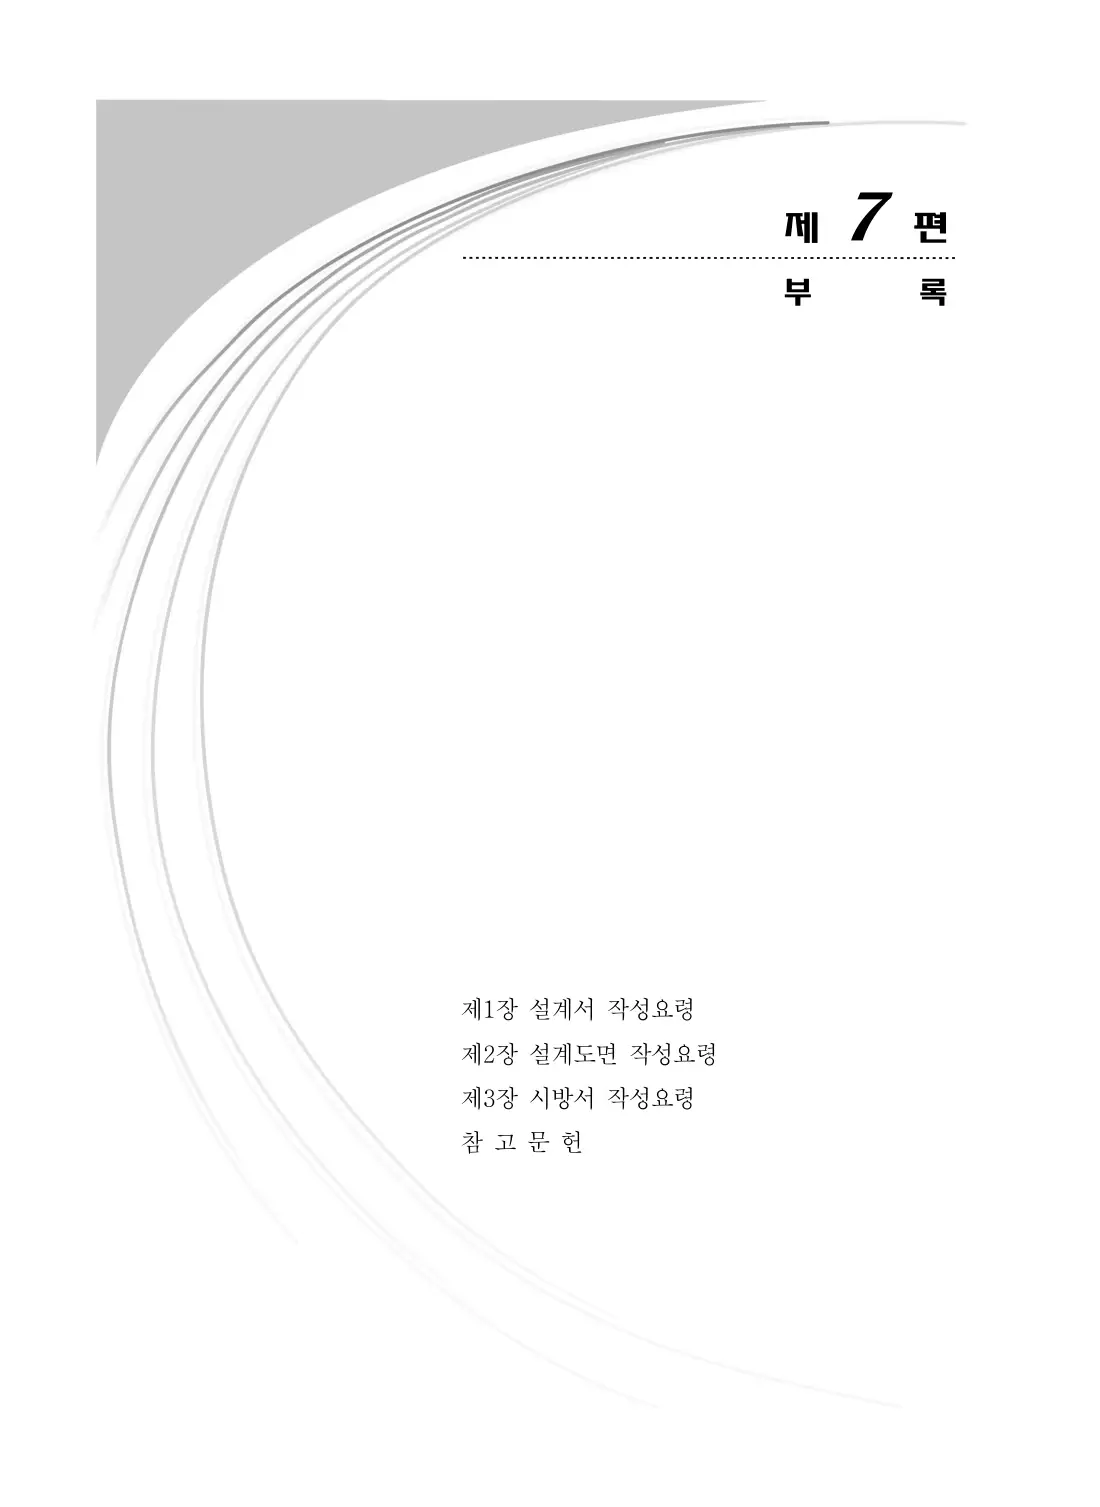 제 7 편
부 록
제1장 설계서 작성요령
제2장 설계도면 작성요령
제3장 시방서 작성요령
참 고 문 헌